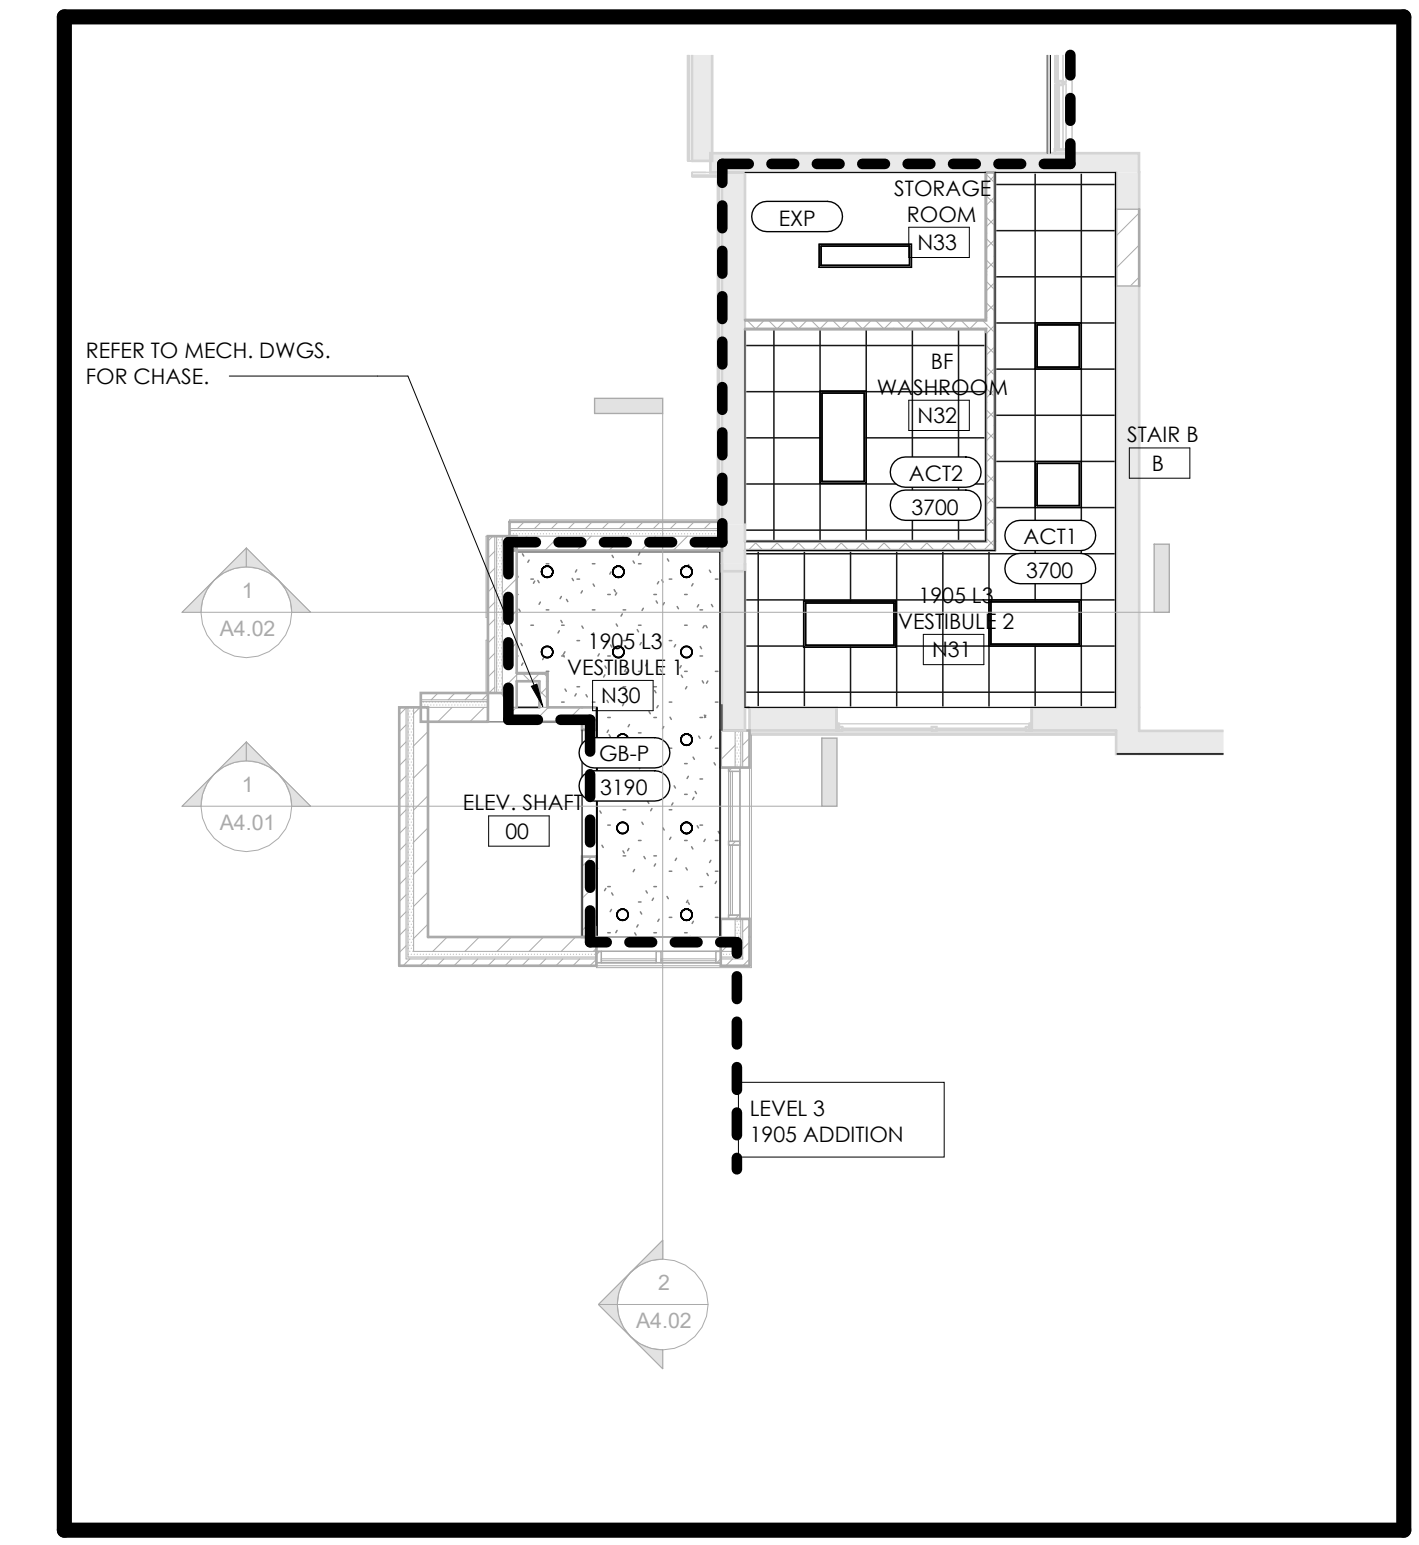 STORAGE
ROOM
N33
EXP
REFER TO MECH. DWGS.
FOR CHASE.
BF
WASHROOM
N32
ACT2
3700
STAIR B
B
ACT1
3700
1905 L3
VESTIBULE 2
N31
1
A4.02
1905 L3
VESTIBULE 1
N30
GB-P
3190
1
A4.01
ELEV. SHAFT
00
LEVEL 3
1905 ADDITION
2
A4.02